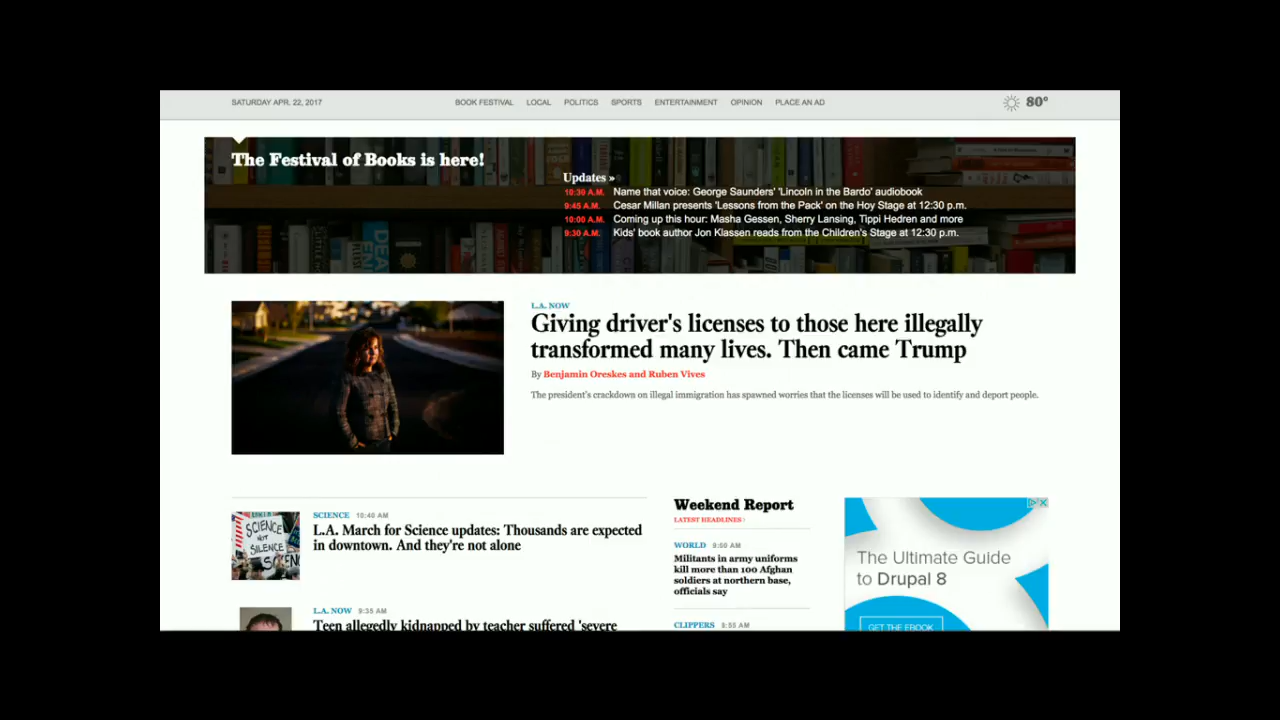 SATURDAY APR. 22, 2017
BOOK FESTIVAL LOCAL POLITICS SPORTS ENTERTAINMENT OPINION PLACE AN AD
80°
The Festival of Books is here!
Updates »
10:30 A.M. Name that voice: George Saunders' 'Lincoln in the Bardo' audiobook
9:45 A.M. Cesar Millan presents 'Lessons from the Pack' on the Hoy Stage at 12:30 p.m.
10:00 A.M. Coming up this hour: Masha Gessen, Sherry Lansing, Tippi Hedren and more
9:30 A.M. Kids' book author Jon Klassen reads from the Children's Stage at 12:30 p.m.
L.A. NOW
Giving driver's licenses to those here illegally
transformed many lives. Then came Trump
By Benjamin Oreskes and Ruben Vives
The president's crackdown on illegal immigration has spawned worries that the licenses will be used to identify and deport people.
SCIENCE 10:40 AM
L.A. March for Science updates: Thousands are expected
in downtown. And they're not alone
SCIENCE
NOT
SILENCE
L.A. NOW 9:35 AM
Teen allegedly kidnapped by teacher suffered 'severe
Weekend Report
LATEST HEADLINES ›
WORLD 9:50 AM
Militants in army uniforms
kill more than 100 Afghan
soldiers at northern base,
officials say
CLIPPERS 8:55 AM
The Ultimate Guide
to Drupal 8
GET THE EBOOK